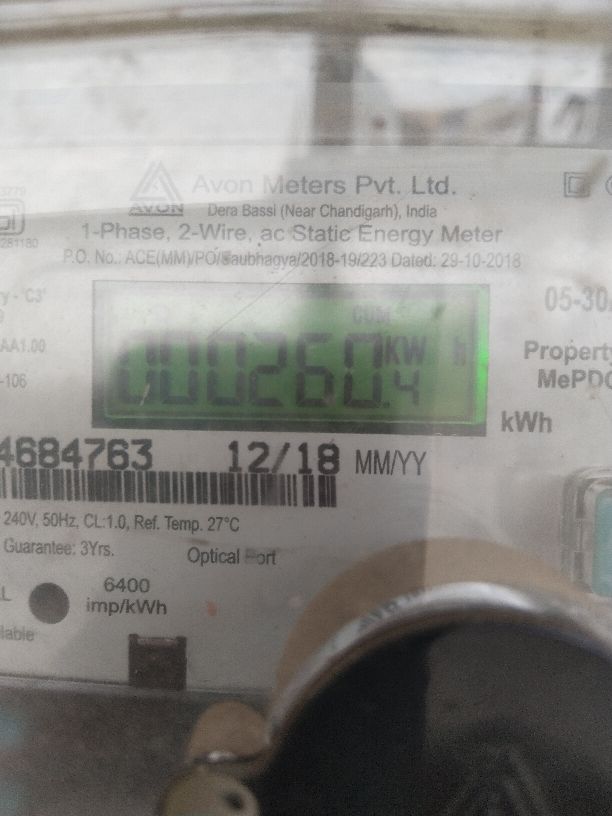 Avon Meters Pvt. Ltd.
AVON
Dera Bassi (Near Chandigarh), India
1-Phase, 2-Wire, ac Static Energy Meter
P.O. No.: ACE(MM)/PO/Saubhagya/2018-19/223 Dated: 29-10-2018
CUM
000260.4 KW h
kWh
05-30
Property
MePDC
AA1.00
-106
4684763 12/18 MM/YY
240V, 50Hz, CL:1.0, Ref. Temp. 27°C
Guarantee: 3Yrs.
Optical Port
6400
imp/kWh